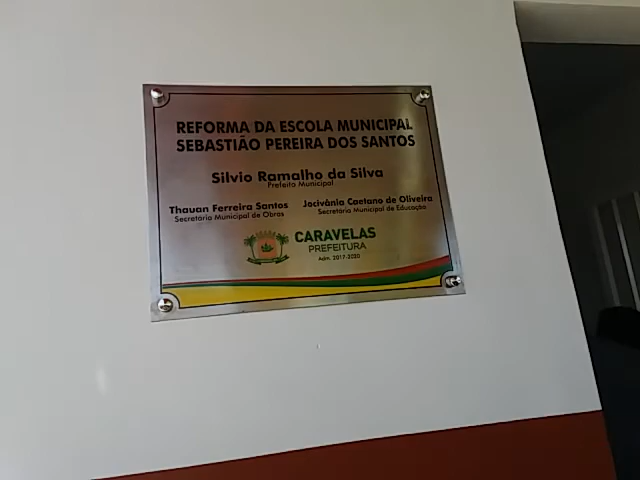 REFORMA DA ESCOLA MUNICIPAL
SEBASTIÃO PEREIRA DOS SANTOS
Silvio Ramalho da Silva
Prefeito Municipal
Thauan Ferreira Santos
Secretário Municipal de Obras
Jocivânia Caetano de Oliveira
Secretária Municipal de Educação
CARAVELAS
PREFEITURA
Adm. 2017-2020